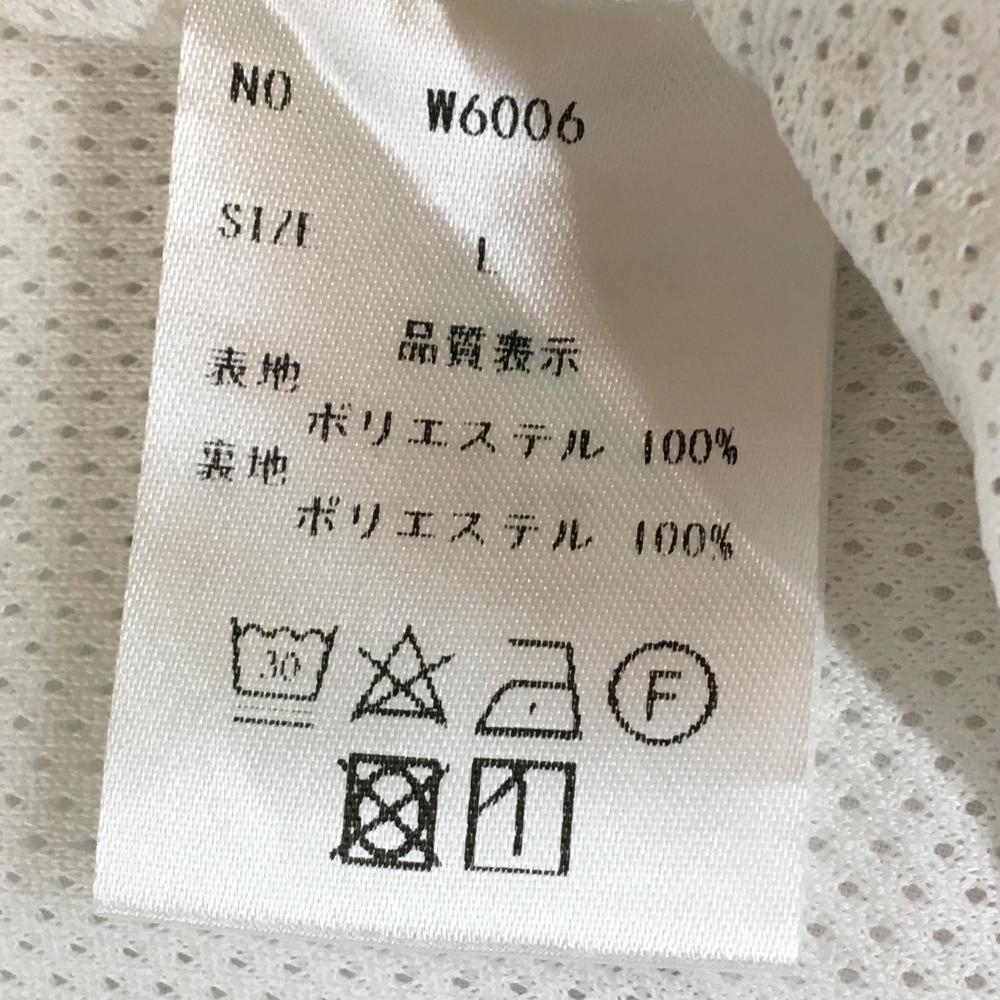 NO W6006
SIZE L
品質表示
表地
ポリエステル 100%
裏地
ポリエステル 100%
30
F